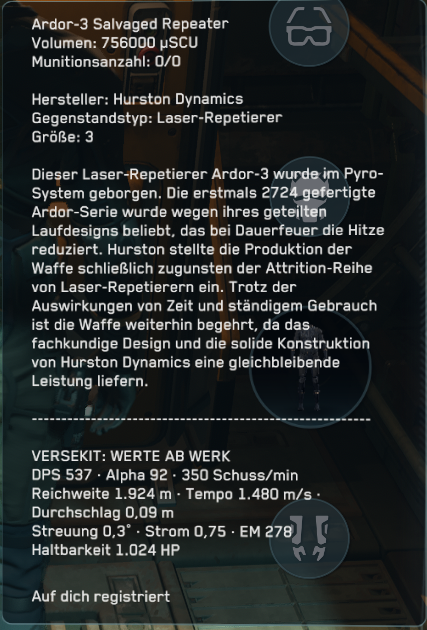 Ardor-3 Salvaged Repeater
Volumen: 756000 µSCU
Munitionsanzahl: 0/0
Hersteller: Hurston Dynamics
Gegenstandstyp: Laser-Repetierer
Größe: 3
Dieser Laser-Repetierer Ardor-3 wurde im Pyro-
System geborgen. Die erstmals 2724 gefertigte
Ardor-Serie wurde wegen ihres geteilten
Laufdesigns beliebt, das bei Dauerfeuer die Hitze
reduziert. Hurston stellte die Produktion der
Waffe schließlich zugunsten der Attrition-Reihe
von Laser-Repetierern ein. Trotz der
Auswirkungen von Zeit und ständigem Gebrauch
ist die Waffe weiterhin begehrt, da das
fachkundige Design und die solide Konstruktion
von Hurston Dynamics eine gleichbleibende
Leistung liefern.
------------------------------------------------------------
VERSEKIT: WERTE AB WERK
DPS 537 · Alpha 92 · 350 Schuss/min
Reichweite 1.924 m · Tempo 1.480 m/s ·
Durchschlag 0,09 m
Streuung 0,3° · Strom 0,75 · EM 278
Haltbarkeit 1.024 HP
Auf dich registriert